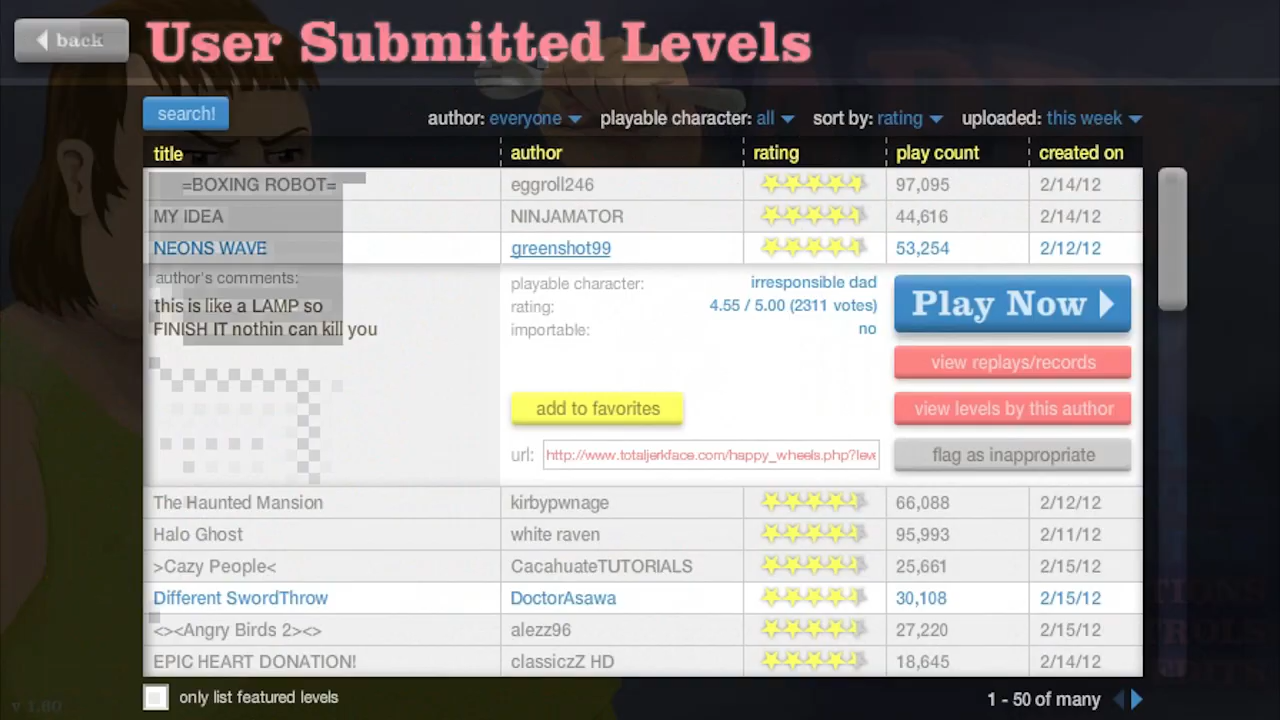 back
User Submitted Levels
search!
author: everyone playable character: all sort by: rating uploaded: this week
title author rating play count created on
=BOXING ROBOT= eggroll246 97,095 2/14/12
MY IDEA NINJAMATOR 44,616 2/14/12
NEONS WAVE greenshot99 53,254 2/12/12
author's comments:
this is like a LAMP so
FINISH IT nothin can kill you
playable character: irresponsible dad
rating: 4.55 / 5.00 (2311 votes)
importable: no
add to favorites
url: http://www.totaljerkface.com/happy_wheels.php?leve
Play Now
view replays/records
view levels by this author
flag as inappropriate
The Haunted Mansion kirbypwnage 66,088 2/12/12
Halo Ghost white raven 95,993 2/11/12
>Cazy People< CacahuateTUTORIALS 25,661 2/15/12
Different SwordThrow DoctorAsawa 30,108 2/15/12
<><Angry Birds 2><> alezz96 27,220 2/15/12
EPIC HEART DONATION! classiczZ HD 18,645 2/14/12
only list featured levels
1 - 50 of many
v 1.60